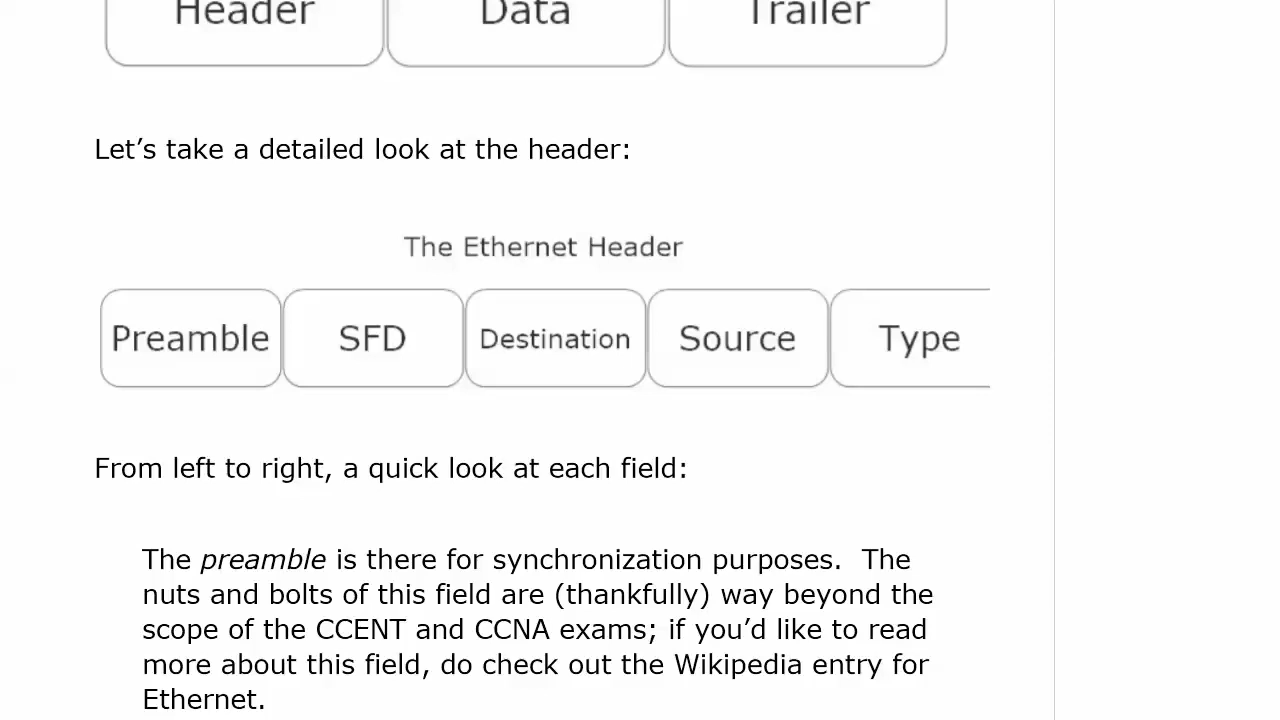 Header Data Trailer
Let’s take a detailed look at the header:
The Ethernet Header
Preamble SFD Destination Source Type
From left to right, a quick look at each field:
The preamble is there for synchronization purposes.  The
nuts and bolts of this field are (thankfully) way beyond the
scope of the CCENT and CCNA exams; if you’d like to read
more about this field, do check out the Wikipedia entry for
Ethernet.